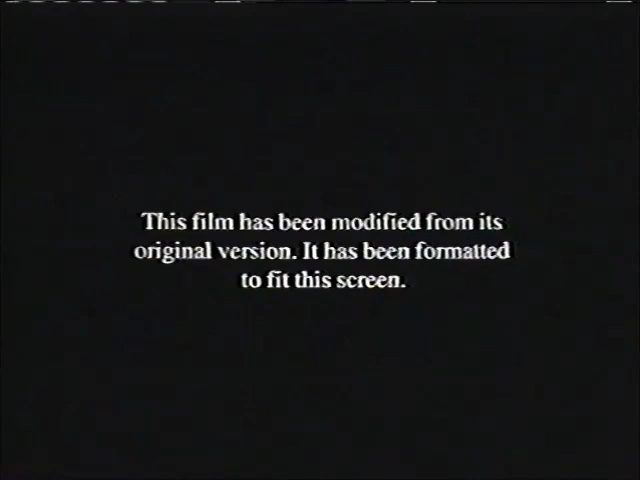 This film has been modified from its
original version. It has been formatted
to fit this screen.